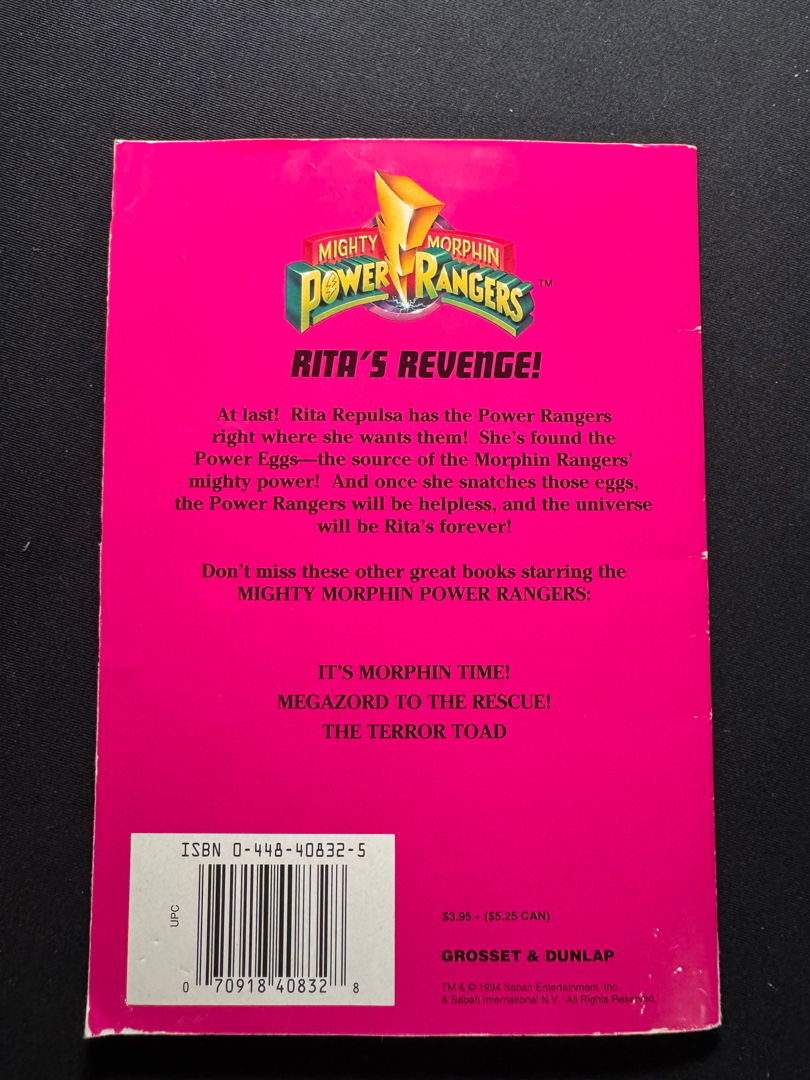 MIGHTY MORPHIN
POWER RANGERS TM
RITA'S REVENGE!
At last! Rita Repulsa has the Power Rangers
right where she wants them! She's found the
Power Eggs—the source of the Morphin Rangers'
mighty power! And once she snatches those eggs,
the Power Rangers will be helpless, and the universe
will be Rita's forever!
Don't miss these other great books starring the
MIGHTY MORPHIN POWER RANGERS:
IT'S MORPHIN TIME!
MEGAZORD TO THE RESCUE!
THE TERROR TOAD
ISBN 0-448-40832-5
UPC
0 70918 40832 8
$3.95 • ($5.25 CAN)
GROSSET & DUNLAP
TM & © 1994 Saban Entertainment, Inc.
& Saban International N.V. All Rights Reserved.